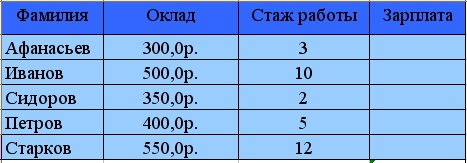 Фамилия Оклад Стаж работы Зарплата
Афанасьев 300,0р. 3
Иванов 500,0р. 10
Сидоров 350,0р. 2
Петров 400,0р. 5
Старков 550,0р. 12